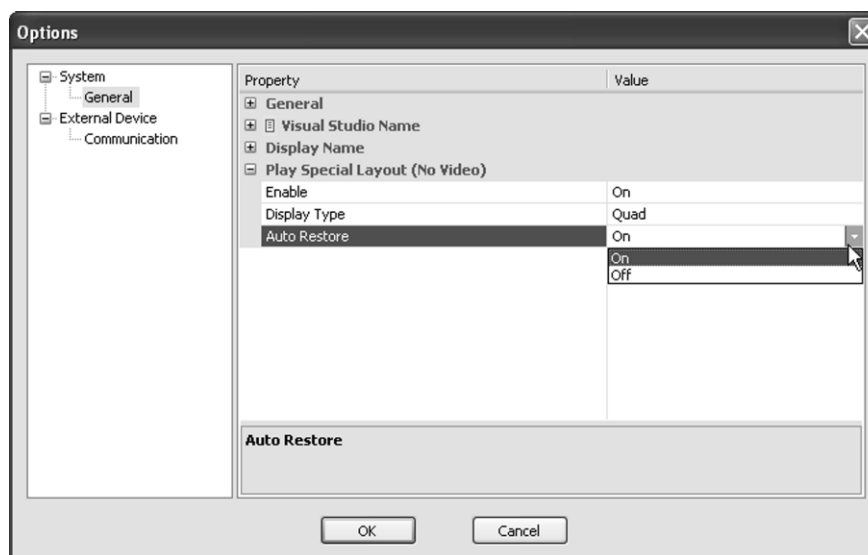 Options
System
General
External Device
Communication
Property Value
General
Visual Studio Name
Display Name
Play Special Layout (No Video)
Enable On
Display Type Quad
Auto Restore On
On
Off
Auto Restore
OK Cancel